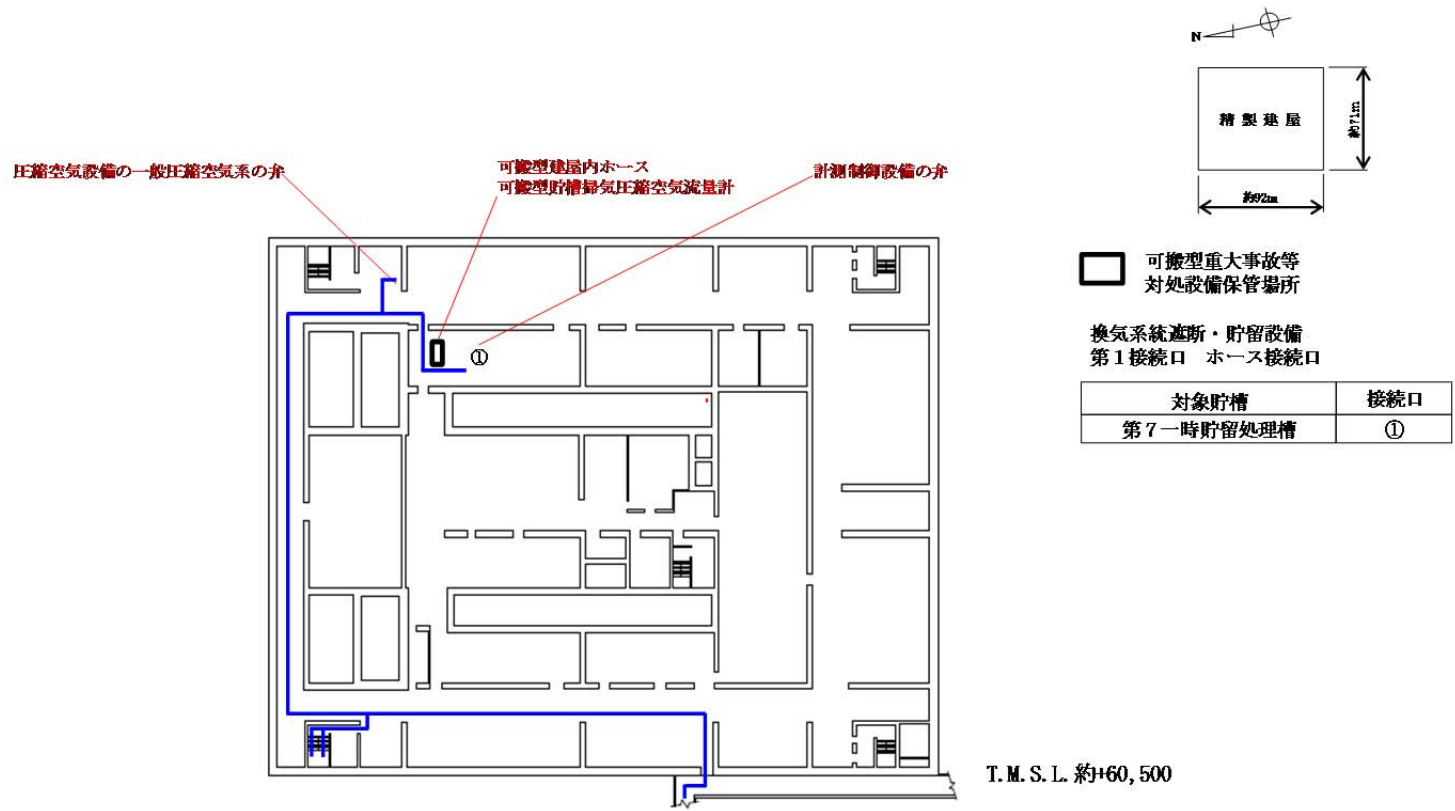 N
精製建屋
約71m
約92m
圧縮空気設備の一般圧縮空気系の弁
可搬型建屋内ホース
可搬型貯槽掃気圧縮空気流量計
計測制御設備の弁
①
可搬型重大事故等
対処設備保管場所
換気系統遮断・貯留設備
第1接続口 ホース接続口
対象貯槽 接続口
第7一時貯留処理槽 ①
T.M.S.L.約+60,500